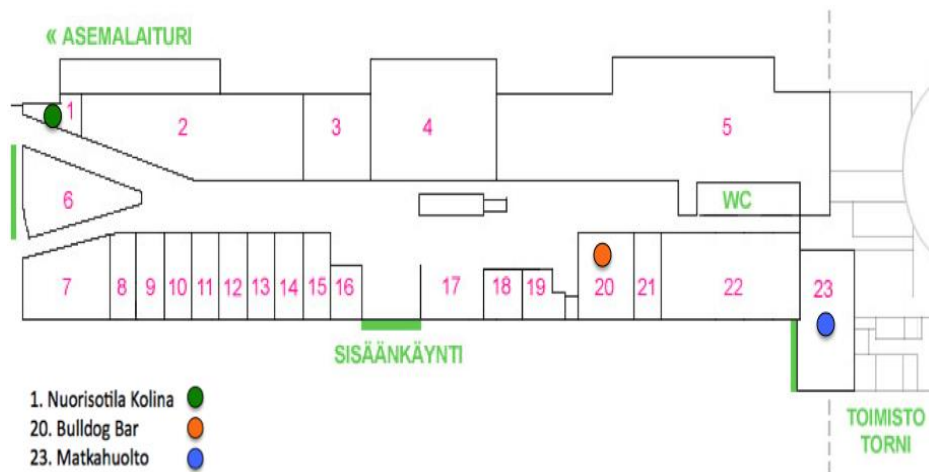 « ASEMALAITURI
1
2
3
4
5
6
WC
7
8
9
10
11
12
13
14
15
16
17
18
19
20
21
22
23
SISÄÄNKÄYNTI
1. Nuorisotila Kolina
20. Bulldog Bar
23. Matkahuolto
TOIMISTO
TORNI